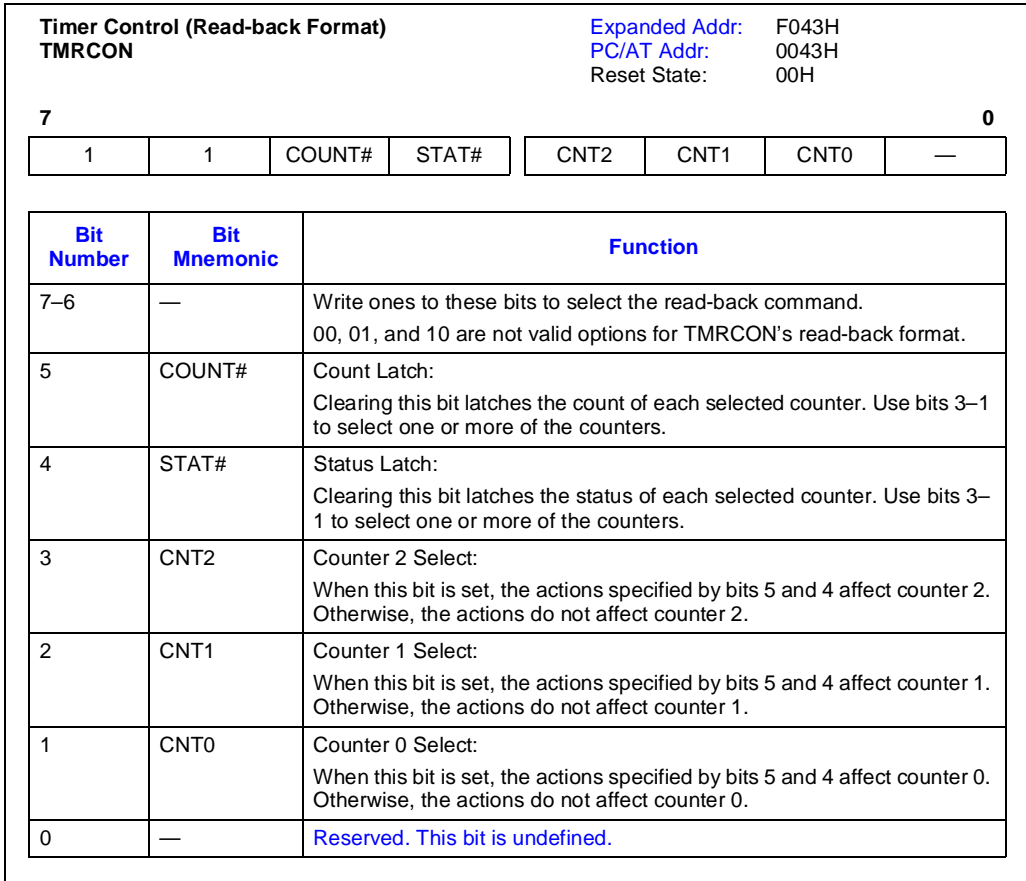 Timer Control (Read-back Format) Expanded Addr: F043H
TMRCON PC/AT Addr: 0043H
Reset State: 00H
7 0
1 1 COUNT# STAT# CNT2 CNT1 CNT0 —
Bit Number Bit Mnemonic Function
7–6 — Write ones to these bits to select the read-back command.
00, 01, and 10 are not valid options for TMRCON’s read-back format.
5 COUNT# Count Latch:
Clearing this bit latches the count of each selected counter. Use bits 3–1
to select one or more of the counters.
4 STAT# Status Latch:
Clearing this bit latches the status of each selected counter. Use bits 3–
1 to select one or more of the counters.
3 CNT2 Counter 2 Select:
When this bit is set, the actions specified by bits 5 and 4 affect counter 2.
Otherwise, the actions do not affect counter 2.
2 CNT1 Counter 1 Select:
When this bit is set, the actions specified by bits 5 and 4 affect counter 1.
Otherwise, the actions do not affect counter 1.
1 CNT0 Counter 0 Select:
When this bit is set, the actions specified by bits 5 and 4 affect counter 0.
Otherwise, the actions do not affect counter 0.
0 — Reserved. This bit is undefined.